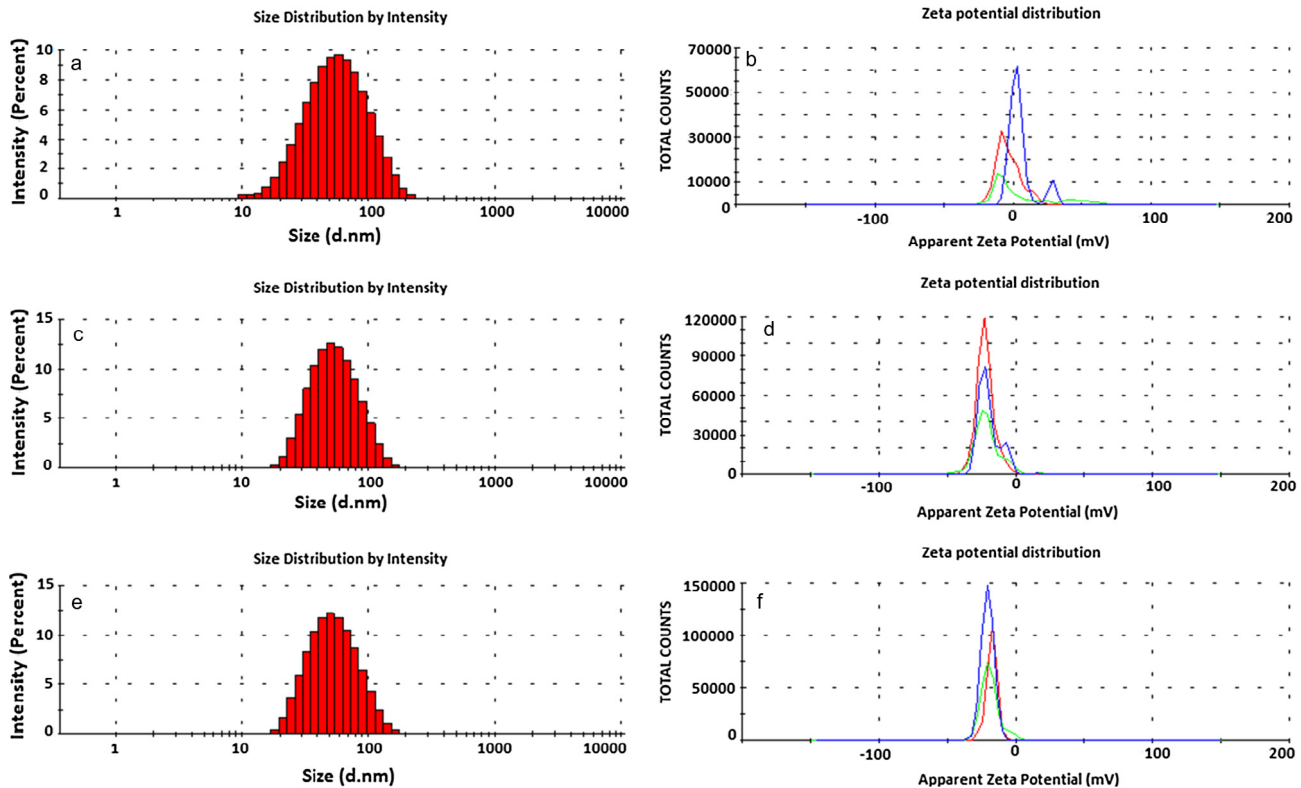 Size Distribution by Intensity
Intensity (Percent)
10
8
6
4
2
0
a
1
10
100
1000
10000
Size (d.nm)
Zeta potential distribution
TOTAL COUNTS
70000
50000
30000
10000
0
b
-100
0
100
200
Apparent Zeta Potential (mV)
Size Distribution by Intensity
Intensity (Percent)
15
10
5
0
c
1
10
100
1000
10000
Size (d.nm)
Zeta potential distribution
TOTAL COUNTS
120000
90000
60000
30000
0
d
-100
0
100
200
Apparent Zeta Potential (mV)
Size Distribution by Intensity
Intensity (Percent)
15
10
5
0
e
1
10
100
1000
10000
Size (d.nm)
Zeta potential distribution
TOTAL COUNTS
150000
100000
50000
0
f
-100
0
100
200
Apparent Zeta Potential (mV)